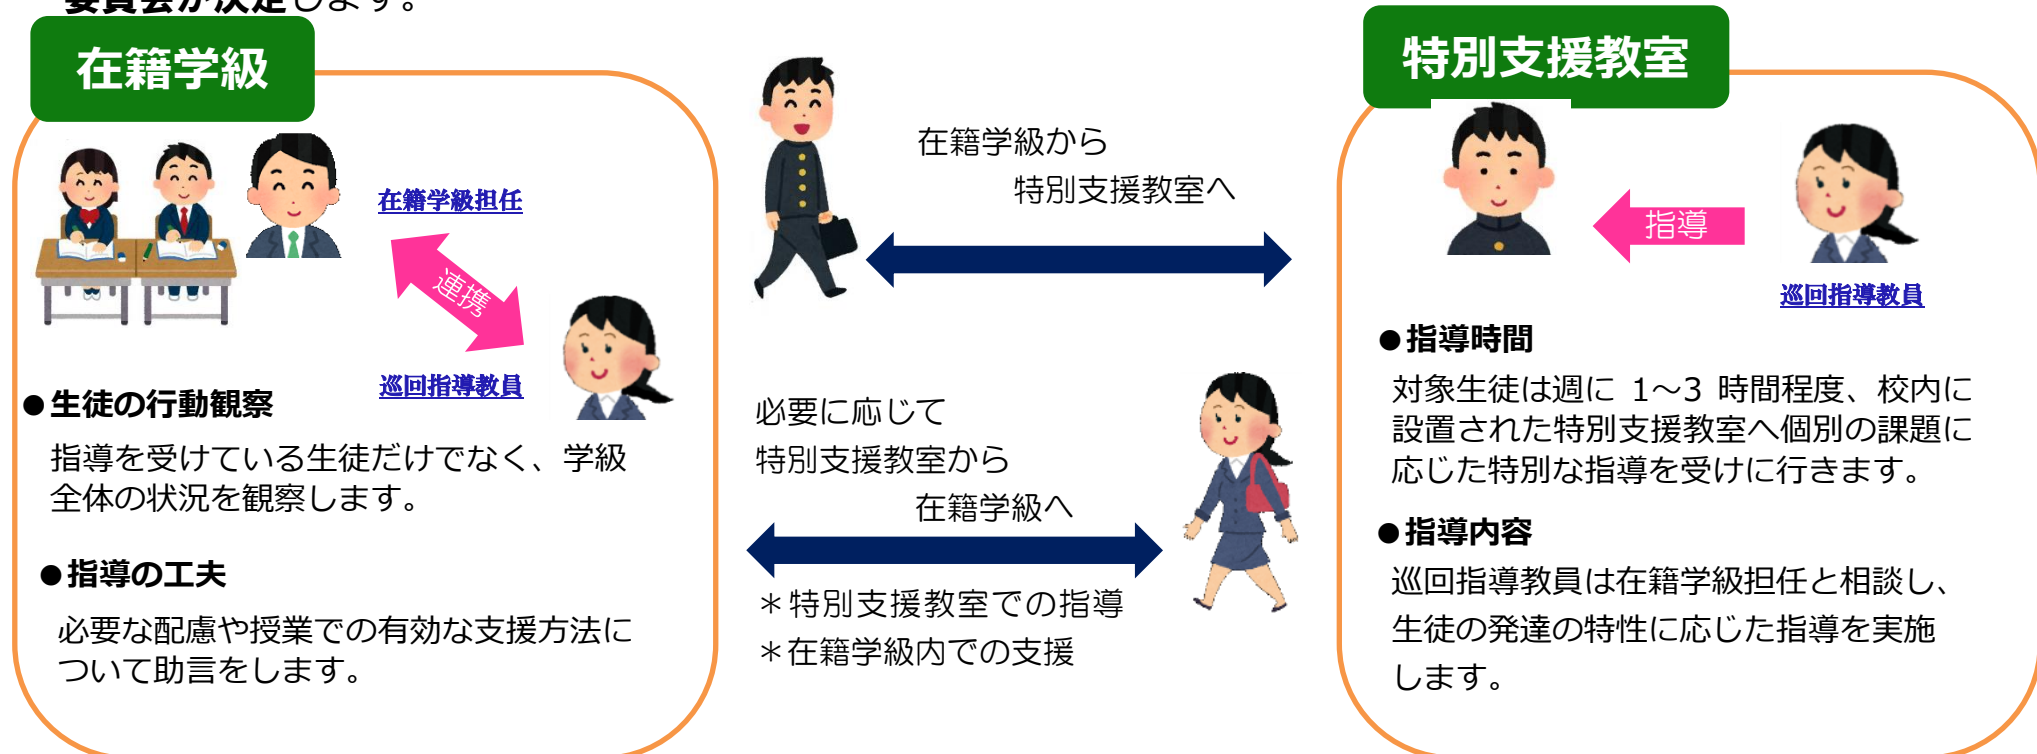 委員会が決定します。
在籍学級
在籍学級担任
連携
巡回指導教員
●生徒の行動観察
指導を受けている生徒だけでなく、学級
全体の状況を観察します。
●指導の工夫
必要な配慮や授業での有効な支援方法に
ついて助言をします。
在籍学級から
特別支援教室へ
必要に応じて
特別支援教室から
在籍学級へ
＊特別支援教室での指導
＊在籍学級内での支援
特別支援教室
指導
巡回指導教員
●指導時間
対象生徒は週に 1～3 時間程度、校内に
設置された特別支援教室へ個別の課題に
応じた特別な指導を受けに行きます。
●指導内容
巡回指導教員は在籍学級担任と相談し、
生徒の発達の特性に応じた指導を実施
します。